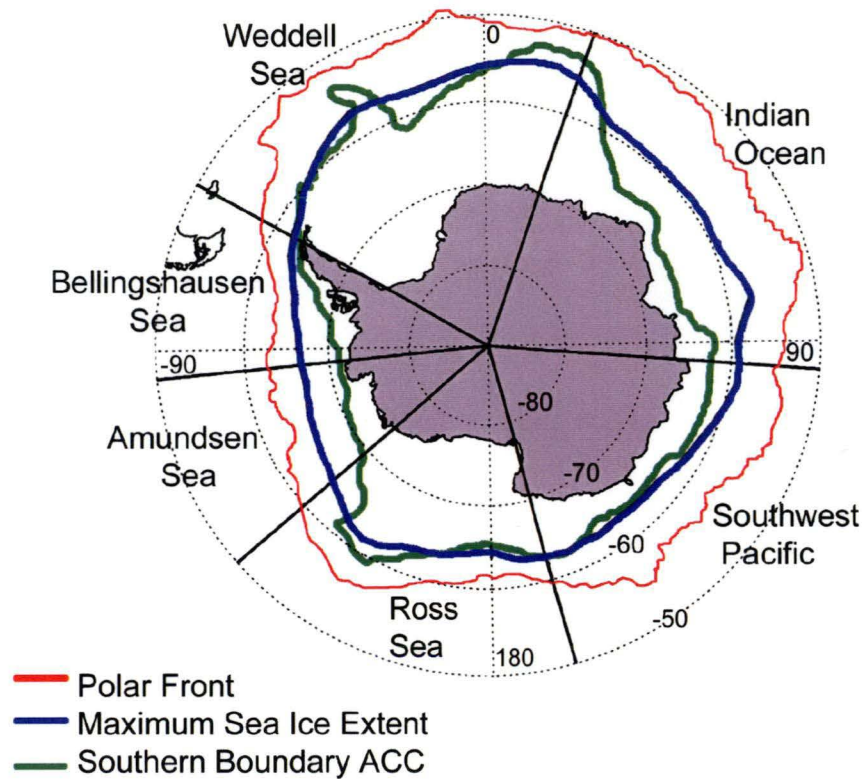 Weddell
Sea
0
Indian
Ocean
Bellingshausen
Sea
-90
90
-80
Amundsen
Sea
-70
Southwest
Pacific
-60
-50
Ross
Sea
180
Polar Front
Maximum Sea Ice Extent
Southern Boundary ACC